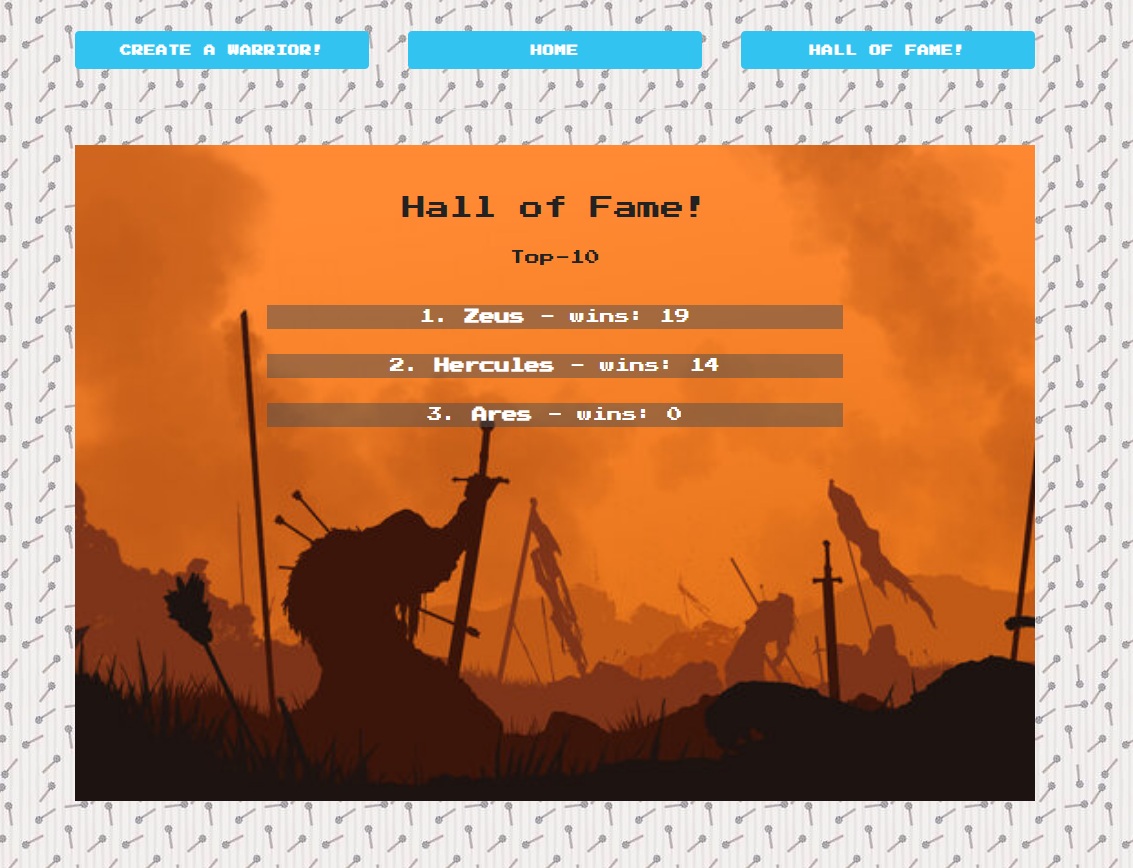 CREATE A WARRIOR! HOME HALL OF FAME!
Hall of Fame!
Top-10
1. Zeus - wins: 19
2. Hercules - wins: 14
3. Ares - wins: 0